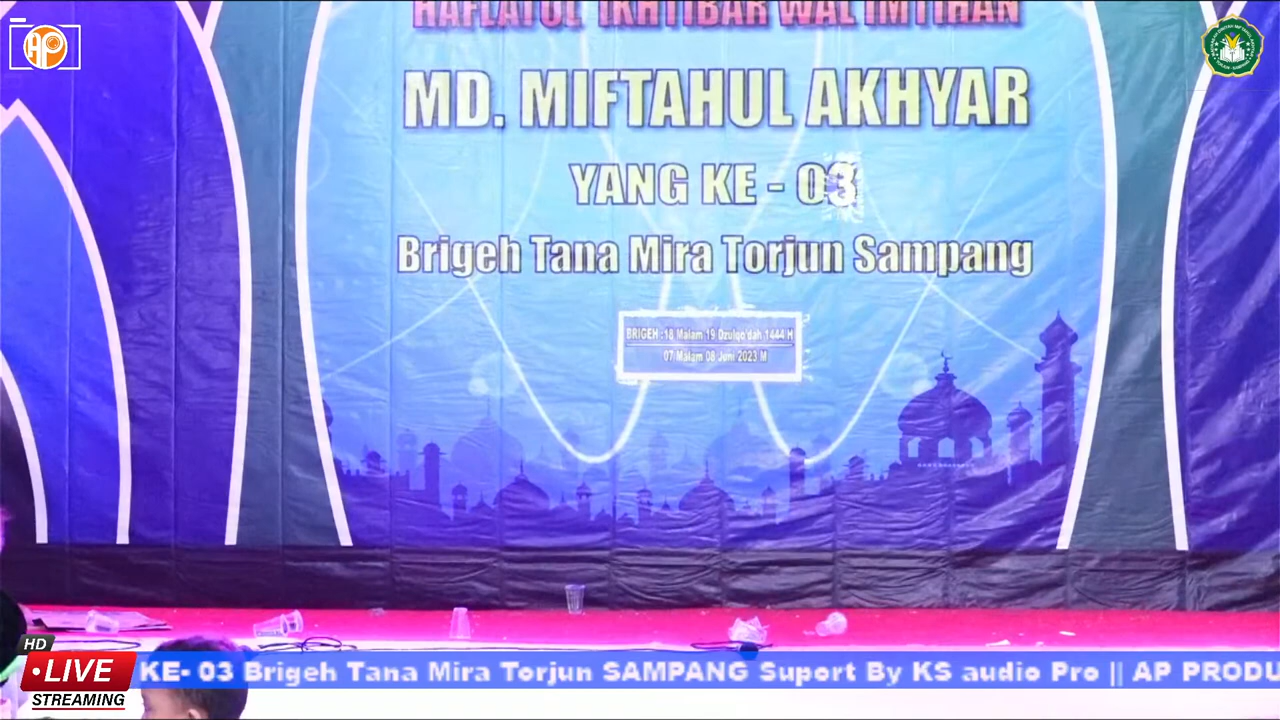 HAFLATUL IKHTIBAR WAL IMTIHAN
AP
MD. MIFTAHUL AKHYAR
YANG KE - 03
Brigeh Tana Mira Torjun Sampang
BRIGEH : 18 Malam 19 Dzulqo'dah 1444 H
07 Malam 08 Juni 2023 M
HD
LIVE
STREAMING
KE- 03 Brigeh Tana Mira Torjun SAMPANG Suport By KS audio Pro || AP PRODU